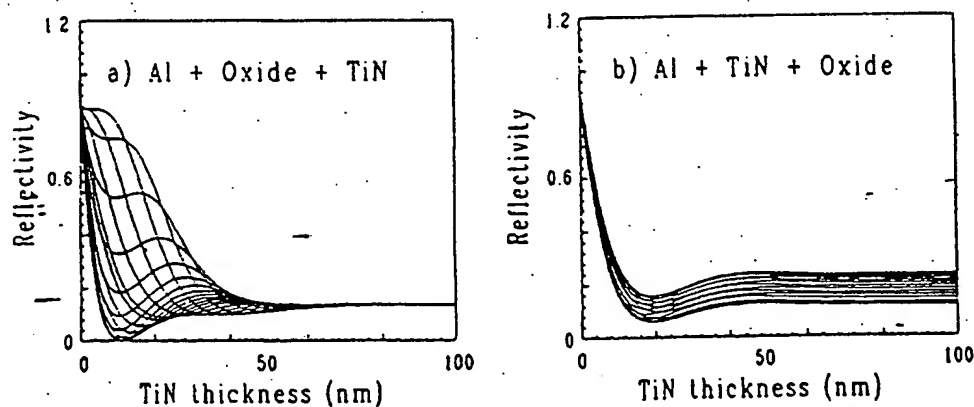 1.2
a) Al + Oxide + TiN
Reflectivity
0.6
0
0
50
100
TiN thickness (nm)
1.2
b) Al + TiN + Oxide
Reflectivity
0.6
0
0
50
100
TiN thickness (nm)